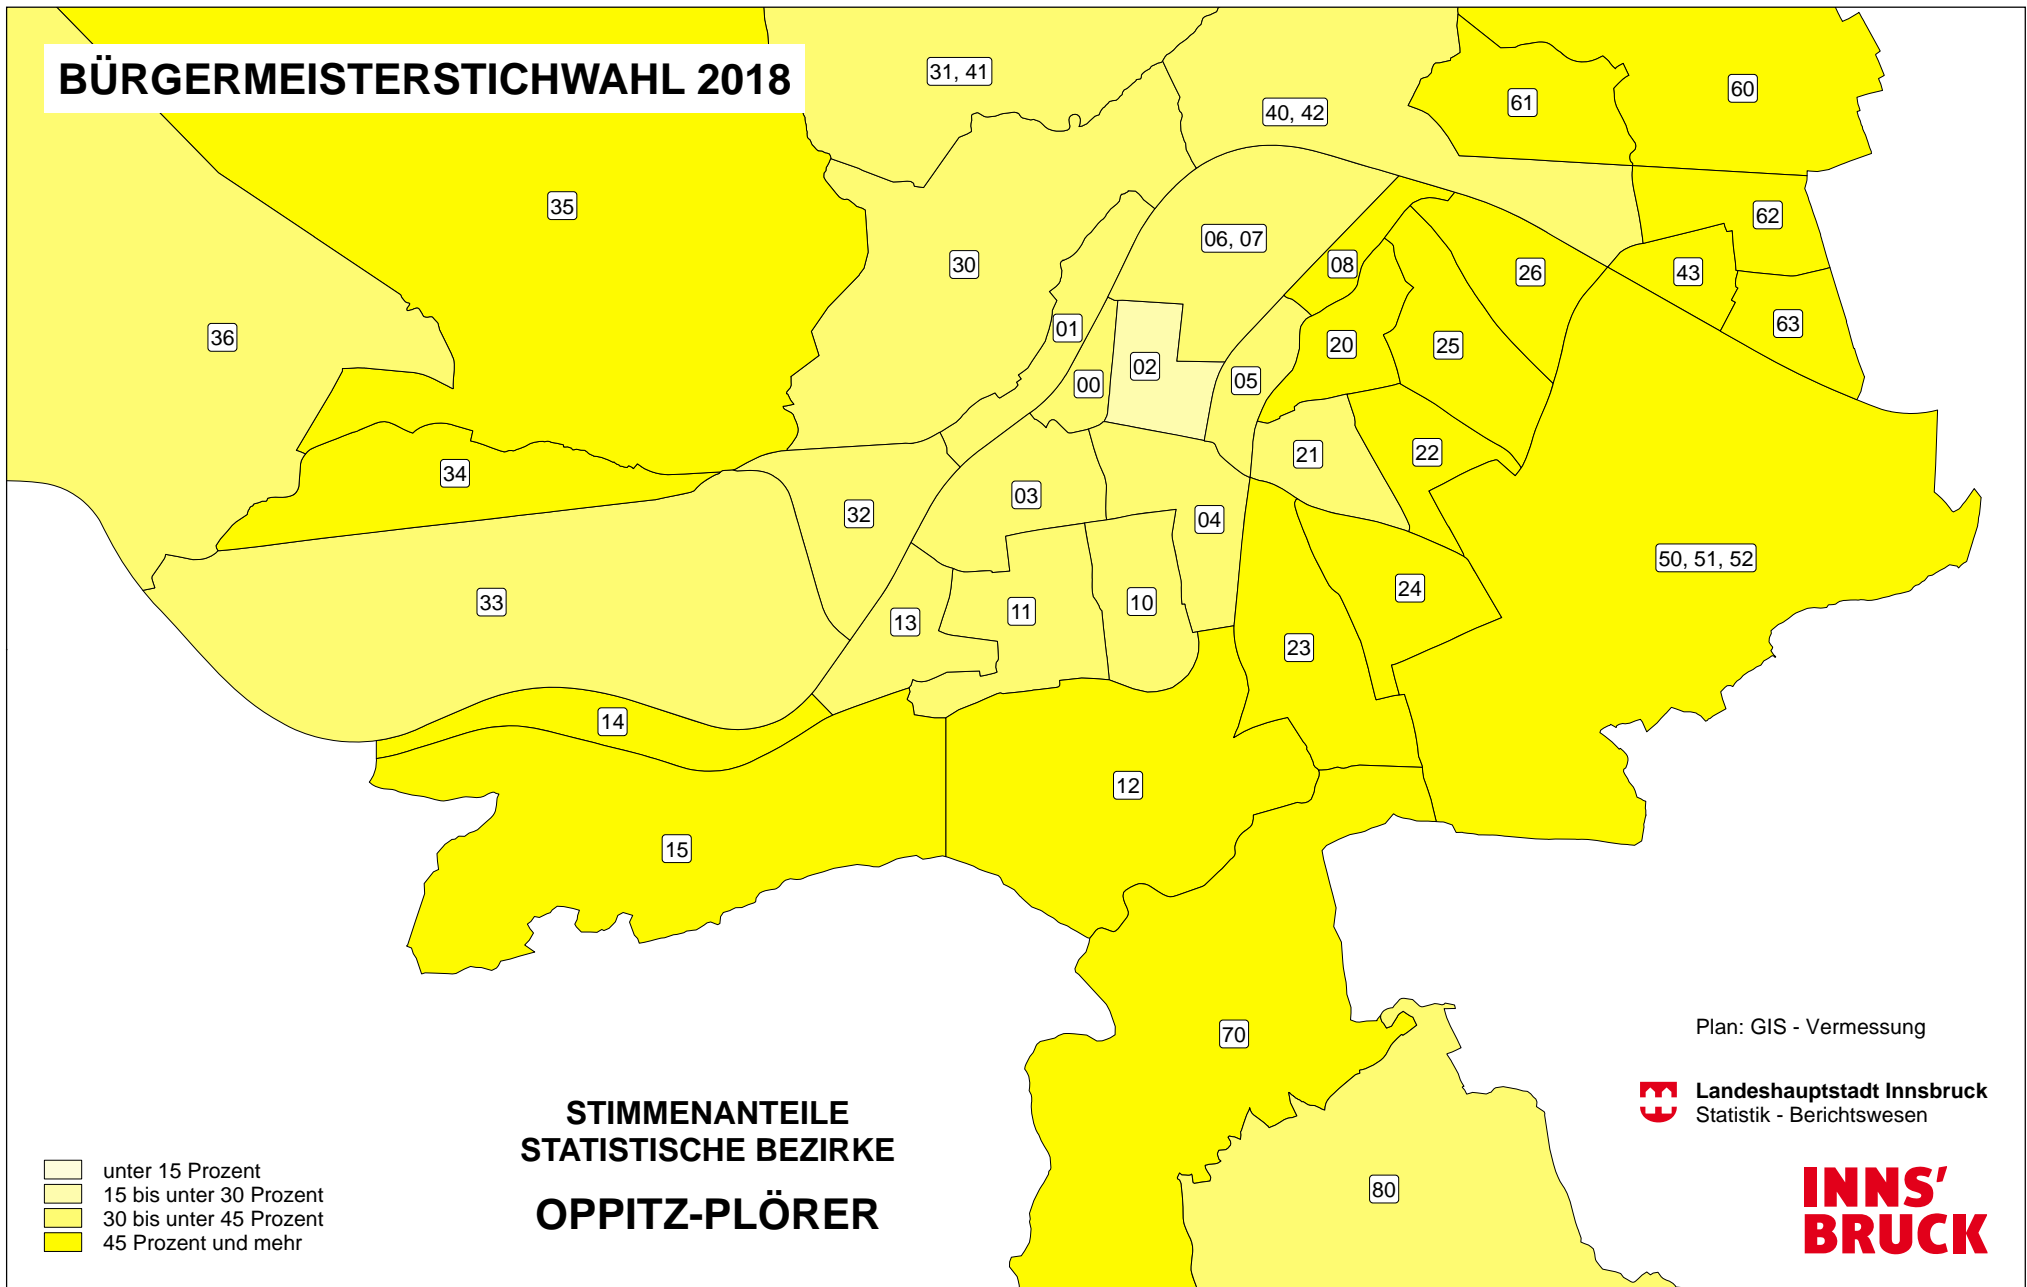 BÜRGERMEISTERSTICHWAHL 2018
31, 41
60
61
40, 42
35
62
06, 07
30
08
26
43
36
01
63
20
25
02
00
05
22
21
34
03
32
04
50, 51, 52
24
33
10
11
13
23
14
12
15
70
Plan: GIS - Vermessung
Landeshauptstadt Innsbruck
Statistik - Berichtswesen
STIMMENANTEILE
STATISTISCHE BEZIRKE
OPPITZ-PLÖRER
unter 15 Prozent
15 bis unter 30 Prozent
30 bis unter 45 Prozent
45 Prozent und mehr
80
INNS'
BRUCK